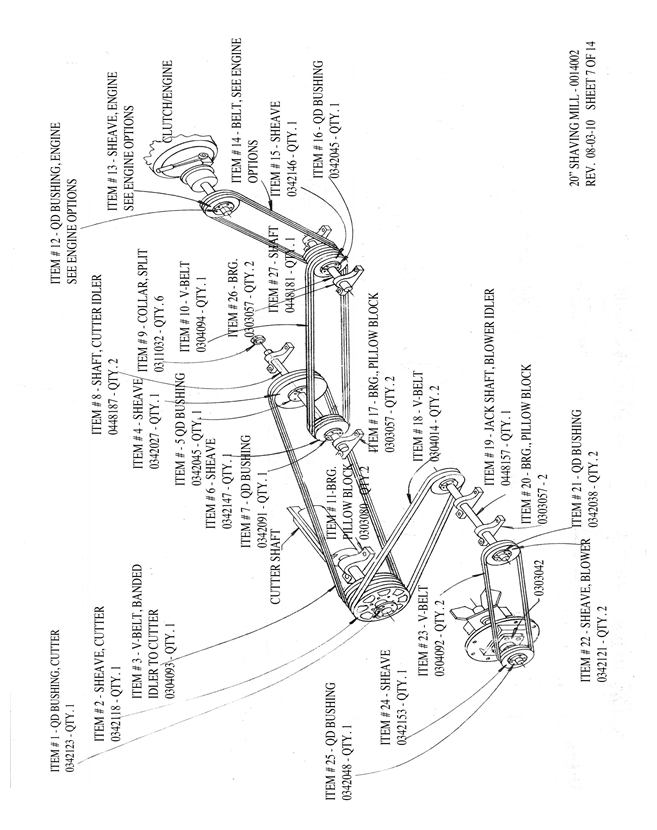 ITEM # 1 - QD BUSHING, CUTTER
0342123 - QTY. 1
ITEM # 2 - SHEAVE, CUTTER
0342118 - QTY. 1
ITEM # 3 - V-BELT, BANDED
IDLER TO CUTTER
0304093 - QTY. 1
CUTTER SHAFT
ITEM # 12 - QD BUSHING, ENGINE
SEE ENGINE OPTIONS
ITEM # 8 - SHAFT, CUTTER IDLER
0448187 - QTY. 2
ITEM # 4 - SHEAVE
0342027 - QTY. 1
ITEM # - 5 QD BUSHING
0342045 - QTY. 1
ITEM # 6 - SHEAVE
0342147 - QTY. 1
ITEM # 7 - QD BUSHING
0342091 - QTY. 1
ITEM # 13 - SHEAVE, ENGINE
SEE ENGINE OPTIONS
ITEM # 9 - COLLAR, SPLIT
0311032 - QTY. 6
ITEM # 10 - V-BELT
0304094 - QTY. 1
CLUTCH/ENGINE
ITEM # 26 - BRG.
0303057 - QTY. 2
ITEM # 14 - BELT, SEE ENGINE
OPTIONS
ITEM # 27 - SHAFT
0448181 - QTY. 1
ITEM # 15 - SHEAVE
0342146 - QTY. 1
ITEM # 16 - QD BUSHING
0342045 - QTY. 1
ITEM # 11-BRG.
PILLOW BLOCK
0303080 - QTY 2
ITEM # 17 - BRG., PILLOW BLOCK
0303057 - QTY. 2
ITEM # 18 - V-BELT
0304014 - QTY. 2
ITEM # 19 - JACK SHAFT, BLOWER IDLER
0448157 - QTY. 1
ITEM # 20 - BRG., PILLOW BLOCK
0303057 - 2
ITEM # 21 - QD BUSHING
0342038 - QTY. 2
ITEM # 25 - QD BUSHING
0342048 - QTY. 1
ITEM # 24 - SHEAVE
0342153 - QTY. 1
ITEM # 23 - V-BELT
0304092 - QTY. 2
0303042
ITEM # 22 - SHEAVE, BLOWER
0342121 - QTY. 2
20" SHAVING MILL - 0014002
REV. 08-03-10 SHEET 7 OF 14